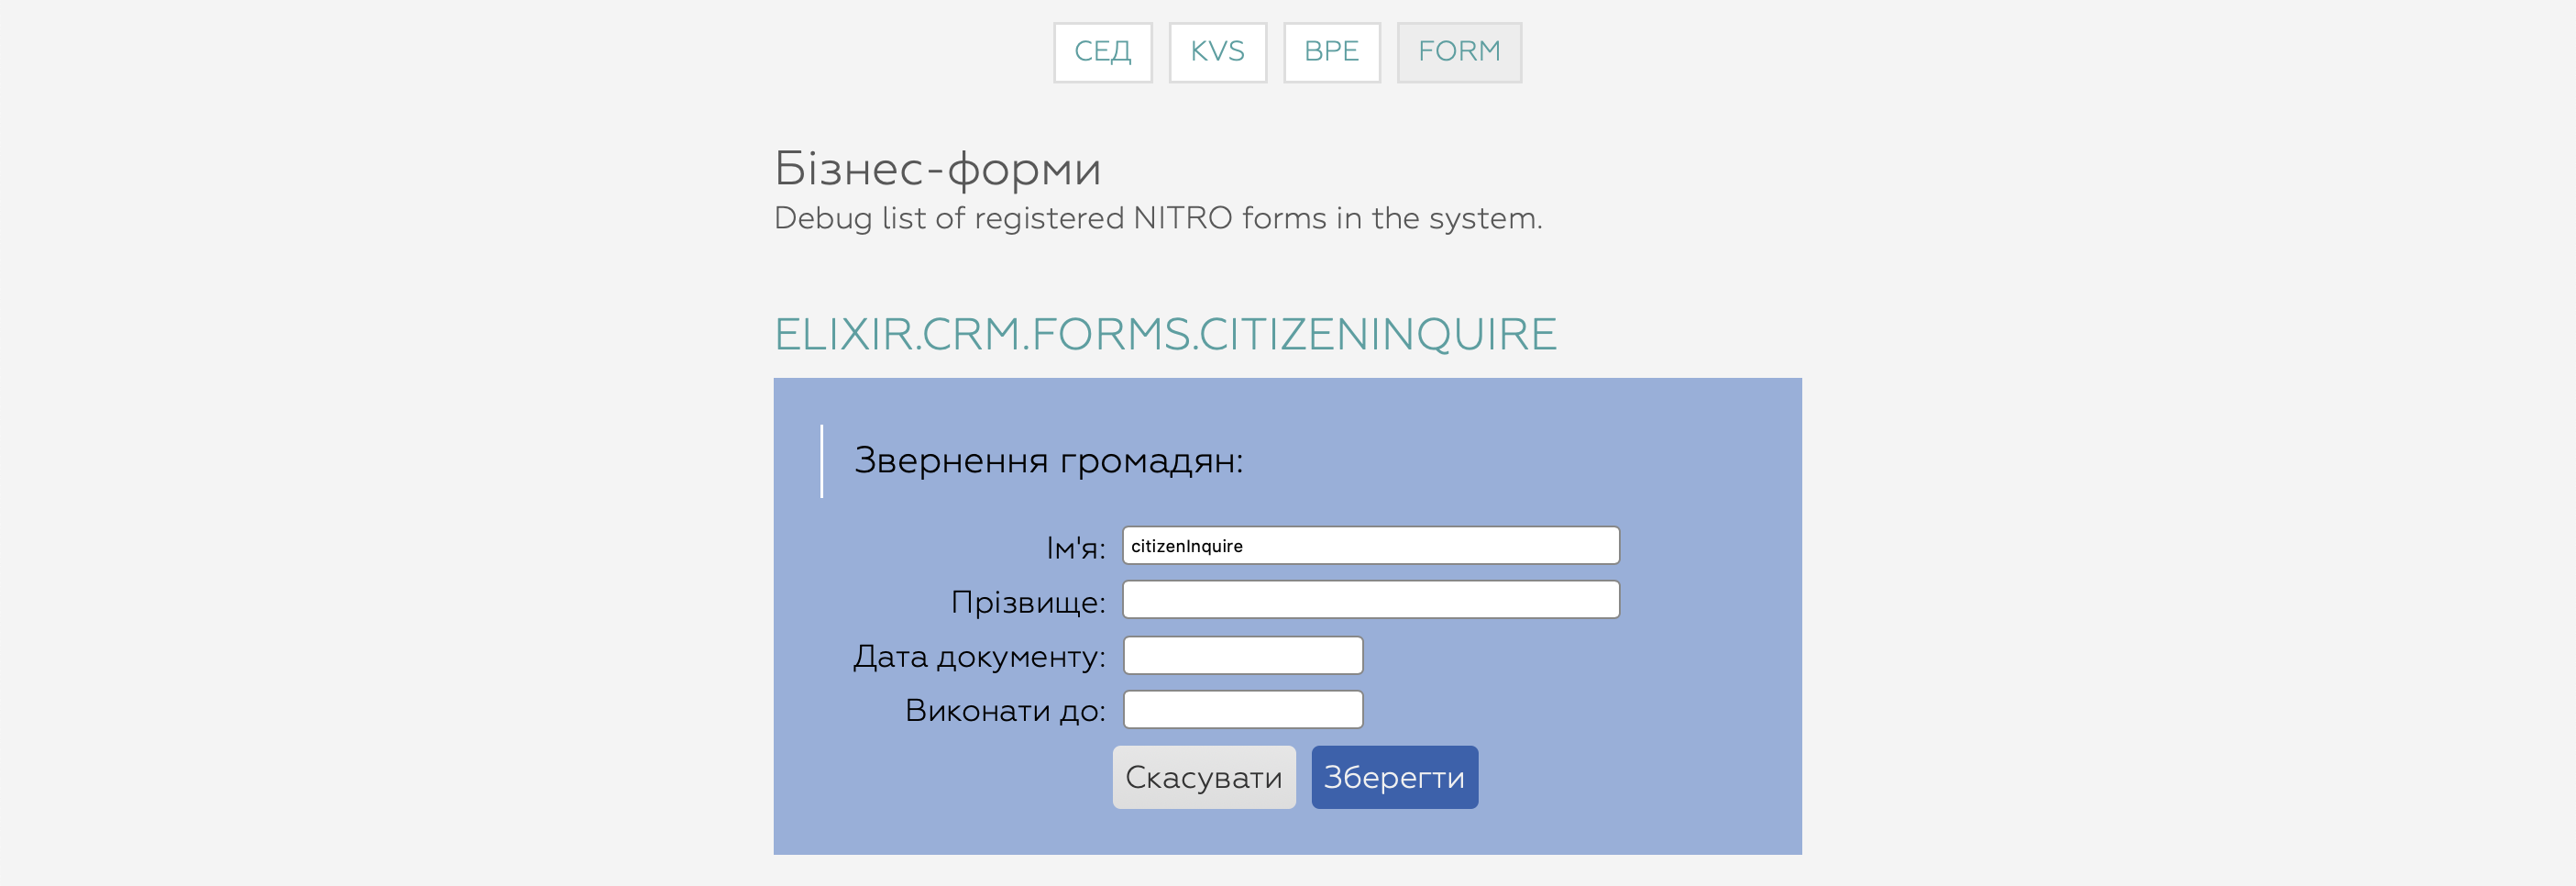 СЕД KVS BPE FORM
Бізнес-форми
Debug list of registered NITRO forms in the system.
ELIXIR.CRM.FORMS.CITIZENINQUIRE
Звернення громадян:
Ім'я: citizenInquire
Прізвище:
Дата документу:
Виконати до:
Скасувати Зберегти